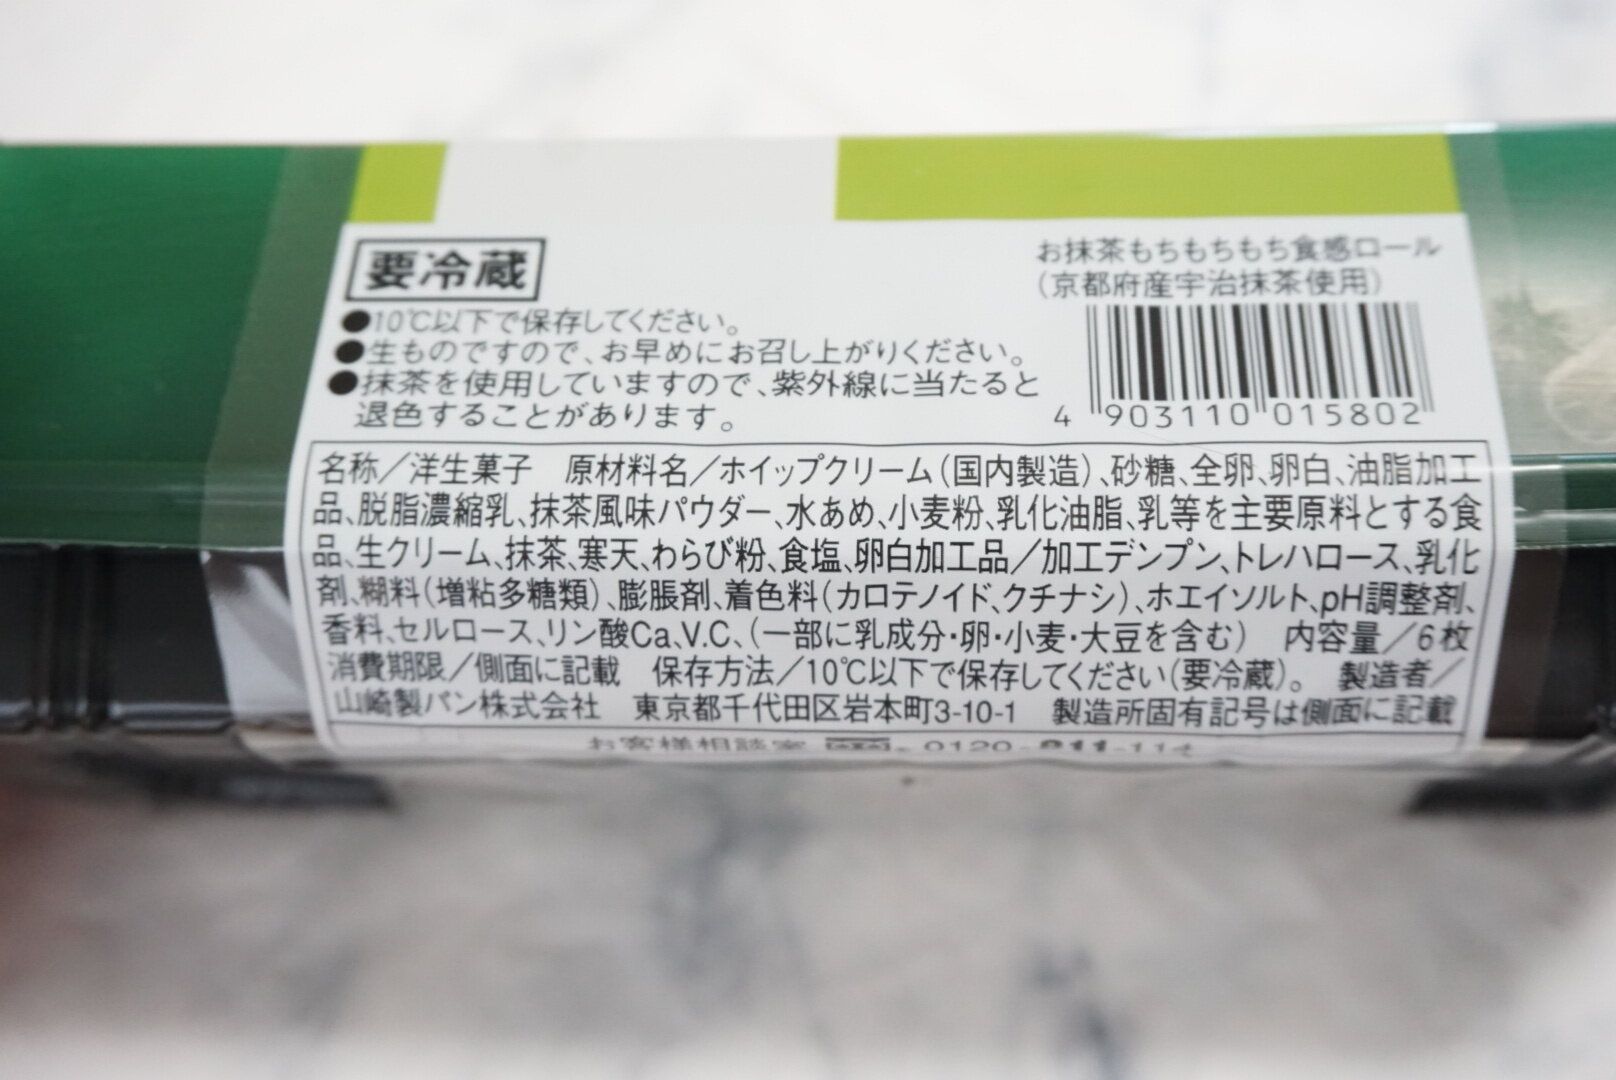 要冷蔵
●10℃以下で保存してください。
●生ものですので、お早めにお召し上がりください。
●抹茶を使用していますので、紫外線に当たると
退色することがあります。
お抹茶もちもちもち食感ロール
(京都府産宇治抹茶使用)
4 903110 015802
名称／洋生菓子 原材料名／ホイップクリーム(国内製造)、砂糖、全卵、卵白、油脂加工
品、脱脂濃縮乳、抹茶風味パウダー、水あめ、小麦粉、乳化油脂、乳等を主要原料とする食
品、生クリーム、抹茶、寒天、わらび粉、食塩、卵白加工品／加工デンプン、トレハロース、乳化
剤、糊料(増粘多糖類)、膨脹剤、着色料(カロテノイド、クチナシ)、ホエイソルト、pH調整剤、
香料、セルロース、リン酸Ca、V.C、(一部に乳成分・卵・小麦・大豆を含む) 内容量／6枚
消費期限／側面に記載 保存方法／10℃以下で保存してください(要冷蔵)。 製造者／
山崎製パン株式会社 東京都千代田区岩本町3-10-1 製造所固有記号は側面に記載
お客様相談室 0120-811-114